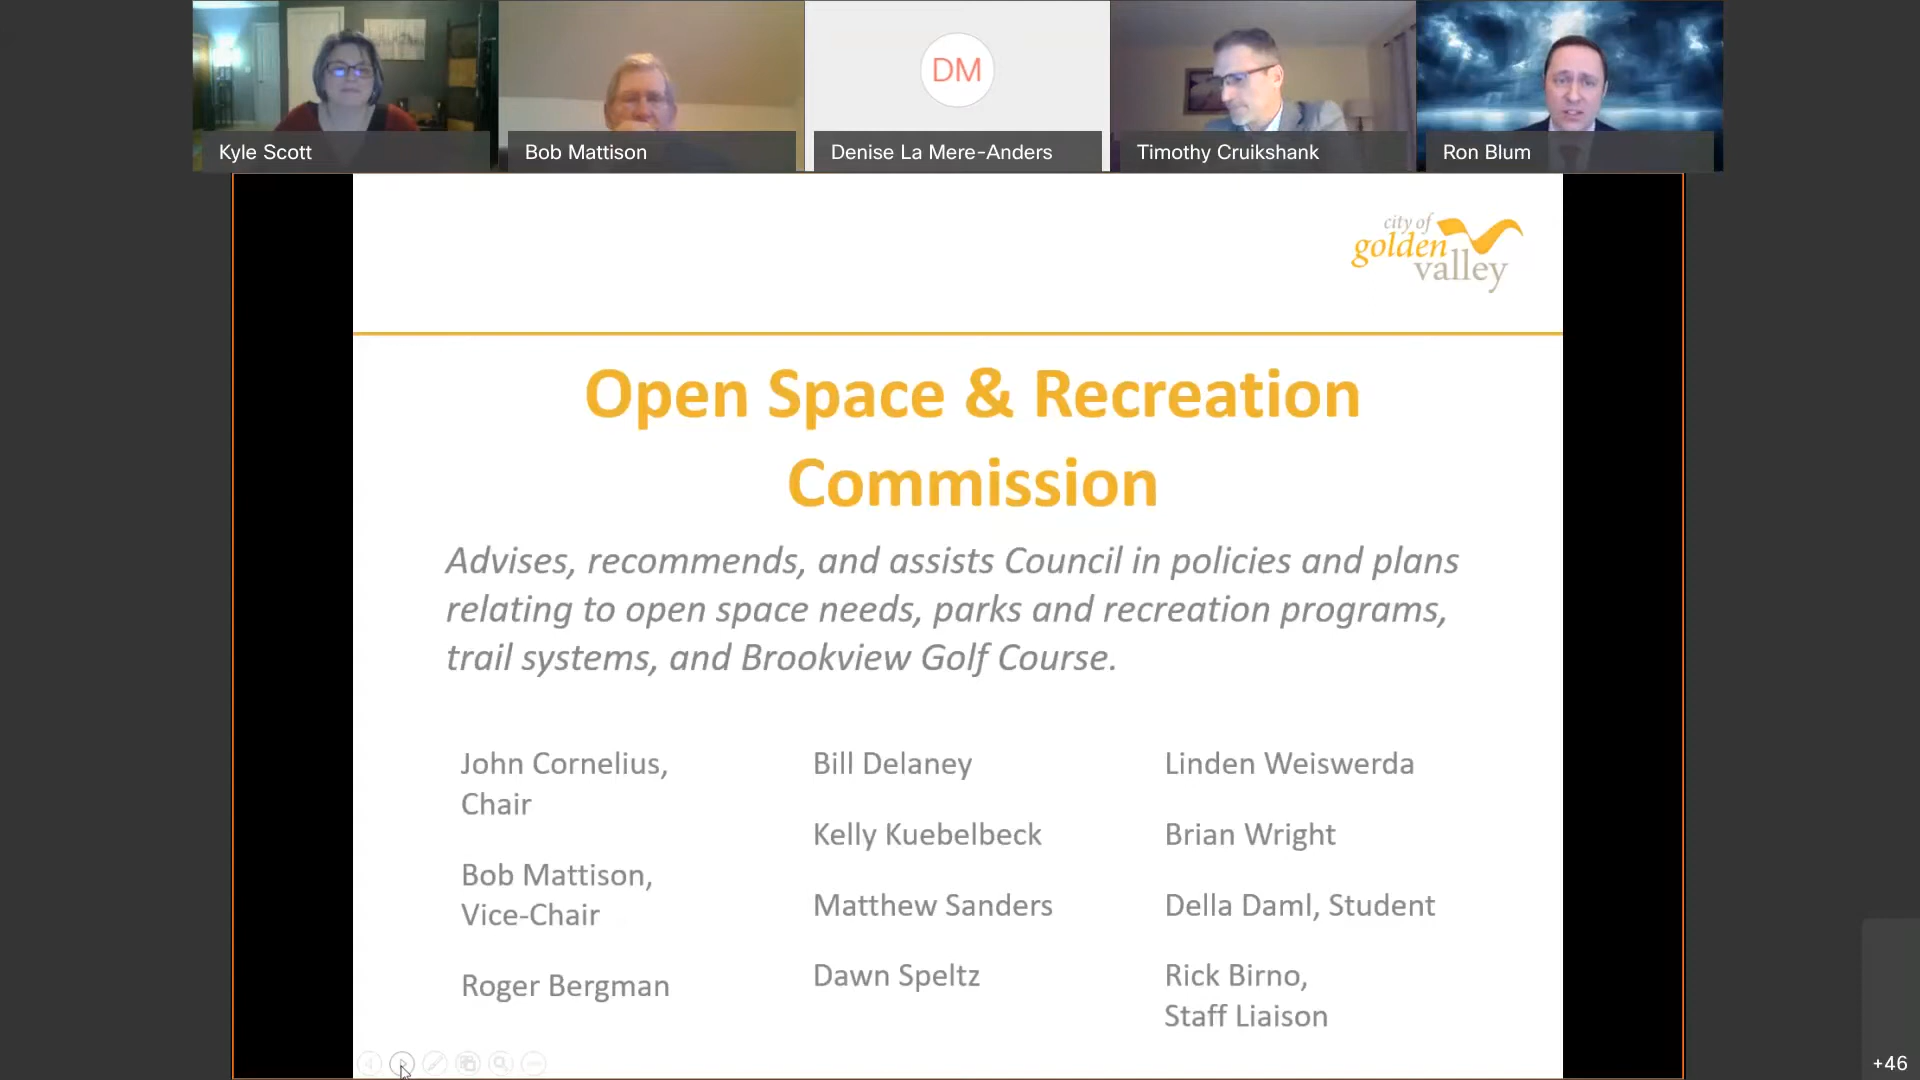 Kyle Scott
Bob Mattison
DM
Denise La Mere-Anders
Timothy Cruikshank
Ron Blum
city of
golden
valley
Open Space & Recreation
Commission
Advises, recommends, and assists Council in policies and plans
relating to open space needs, parks and recreation programs,
trail systems, and Brookview Golf Course.
John Cornelius,
Chair
Bob Mattison,
Vice-Chair
Roger Bergman
Bill Delaney
Kelly Kuebelbeck
Matthew Sanders
Dawn Speltz
Linden Weiswerda
Brian Wright
Della Daml, Student
Rick Birno,
Staff Liaison
+46